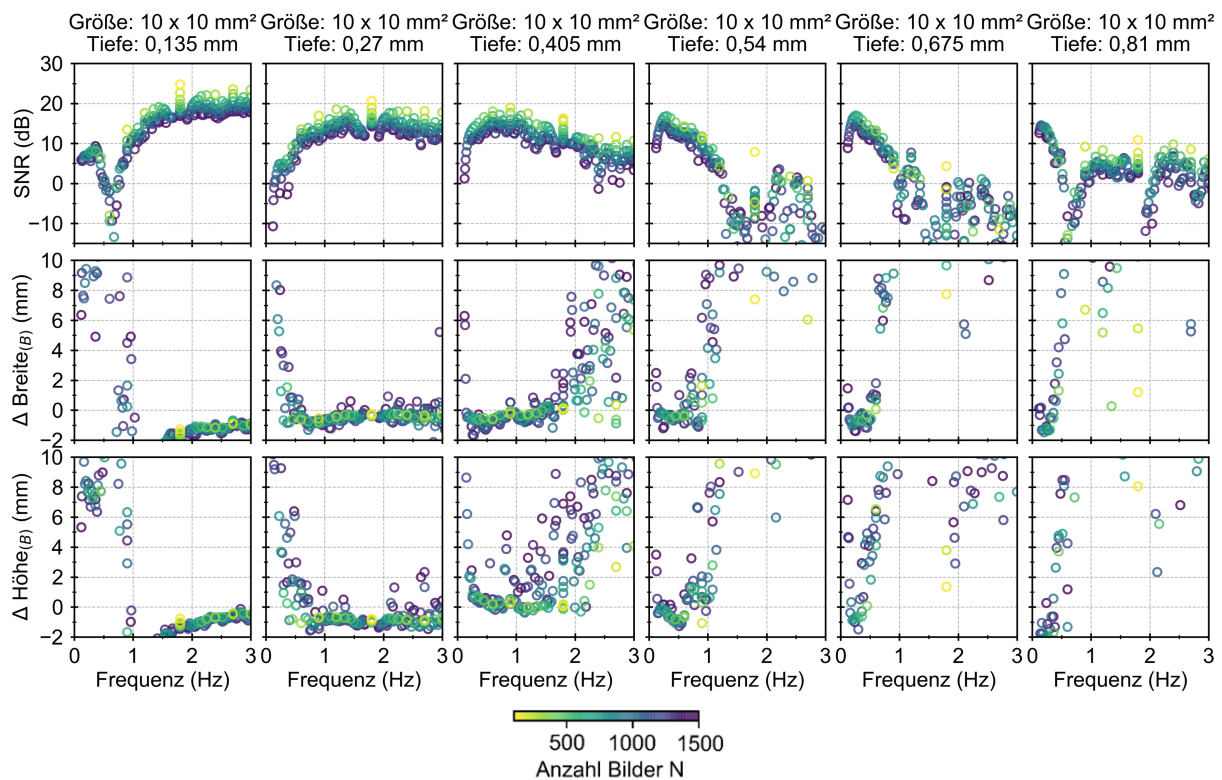 Größe: 10 x 10 mm² Größe: 10 x 10 mm² Größe: 10 x 10 mm² Größe: 10 x 10 mm² Größe: 10 x 10 mm² Größe: 10 x 10 mm²
Tiefe: 0,135 mm Tiefe: 0,27 mm Tiefe: 0,405 mm Tiefe: 0,54 mm Tiefe: 0,675 mm Tiefe: 0,81 mm
30
20
10
0
−10
SNR (dB)
10
8
6
4
2
0
−2
Δ Breite(B) (mm)
10
8
6
4
2
0
−2
Δ Höhe(B) (mm)
0 1 2 3 0 1 2 3 0 1 2 3 0 1 2 3 0 1 2 3 0 1 2 3
Frequenz (Hz) Frequenz (Hz) Frequenz (Hz) Frequenz (Hz) Frequenz (Hz) Frequenz (Hz)
500 1000 1500
Anzahl Bilder N